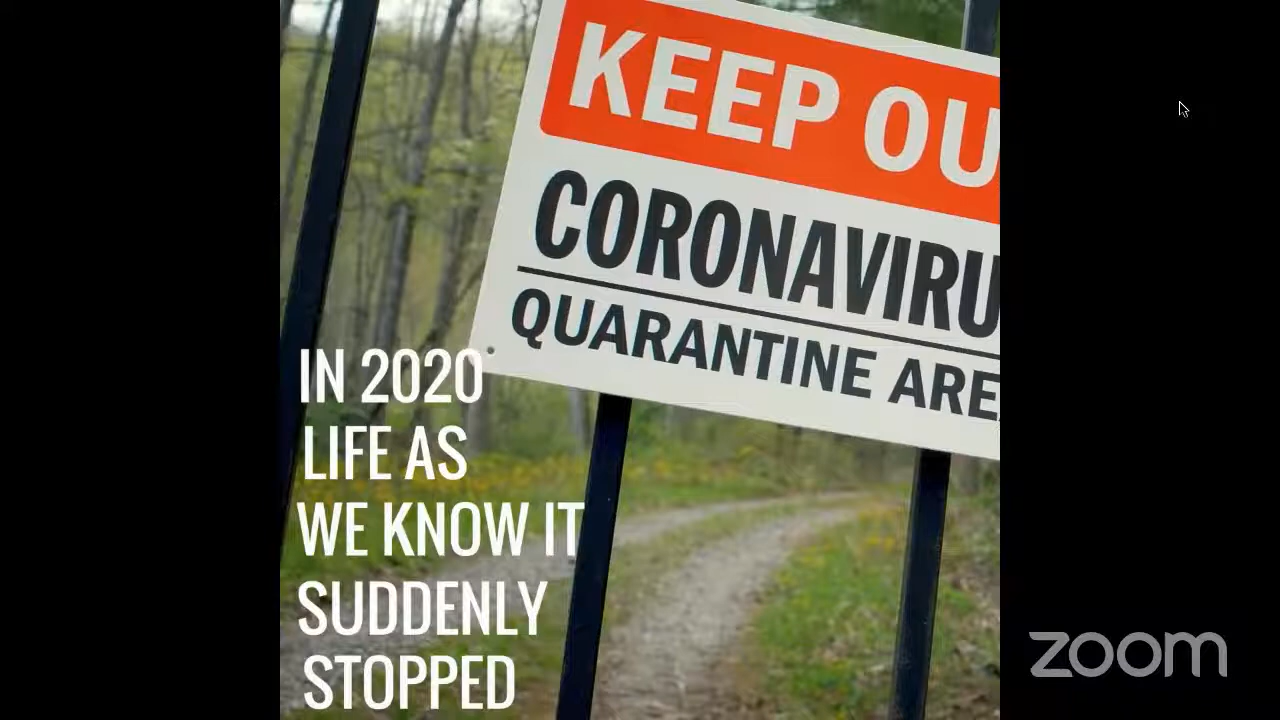 KEEP OU
CORONAVIRU
QUARANTINE ARE
IN 2020
LIFE AS
WE KNOW IT
SUDDENLY
STOPPED
zoom